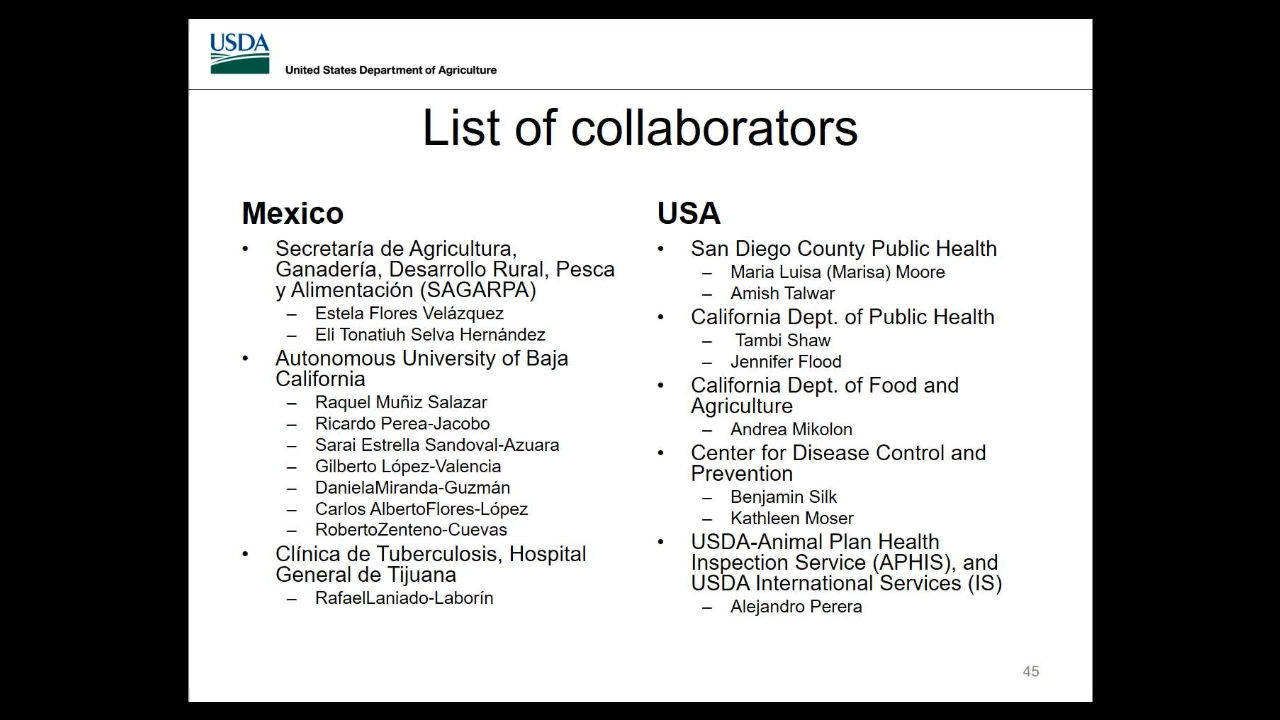 USDA
United States Department of Agriculture
List of collaborators
Mexico
• Secretaría de Agricultura,
Ganadería, Desarrollo Rural, Pesca
y Alimentación (SAGARPA)
– Estela Flores Velázquez
– Eli Tonatiuh Selva Hernández
• Autonomous University of Baja
California
– Raquel Muñiz Salazar
– Ricardo Perea-Jacobo
– Sarai Estrella Sandoval-Azuara
– Gilberto López-Valencia
– DanielaMiranda-Guzmán
– Carlos AlbertoFlores-López
– RobertoZenteno-Cuevas
• Clínica de Tuberculosis, Hospital
General de Tijuana
– RafaelLaniado-Laborín
USA
• San Diego County Public Health
– Maria Luisa (Marisa) Moore
– Amish Talwar
• California Dept. of Public Health
– Tambi Shaw
– Jennifer Flood
• California Dept. of Food and
Agriculture
– Andrea Mikolon
• Center for Disease Control and
Prevention
– Benjamin Silk
– Kathleen Moser
• USDA-Animal Plan Health
Inspection Service (APHIS), and
USDA International Services (IS)
– Alejandro Perera
45